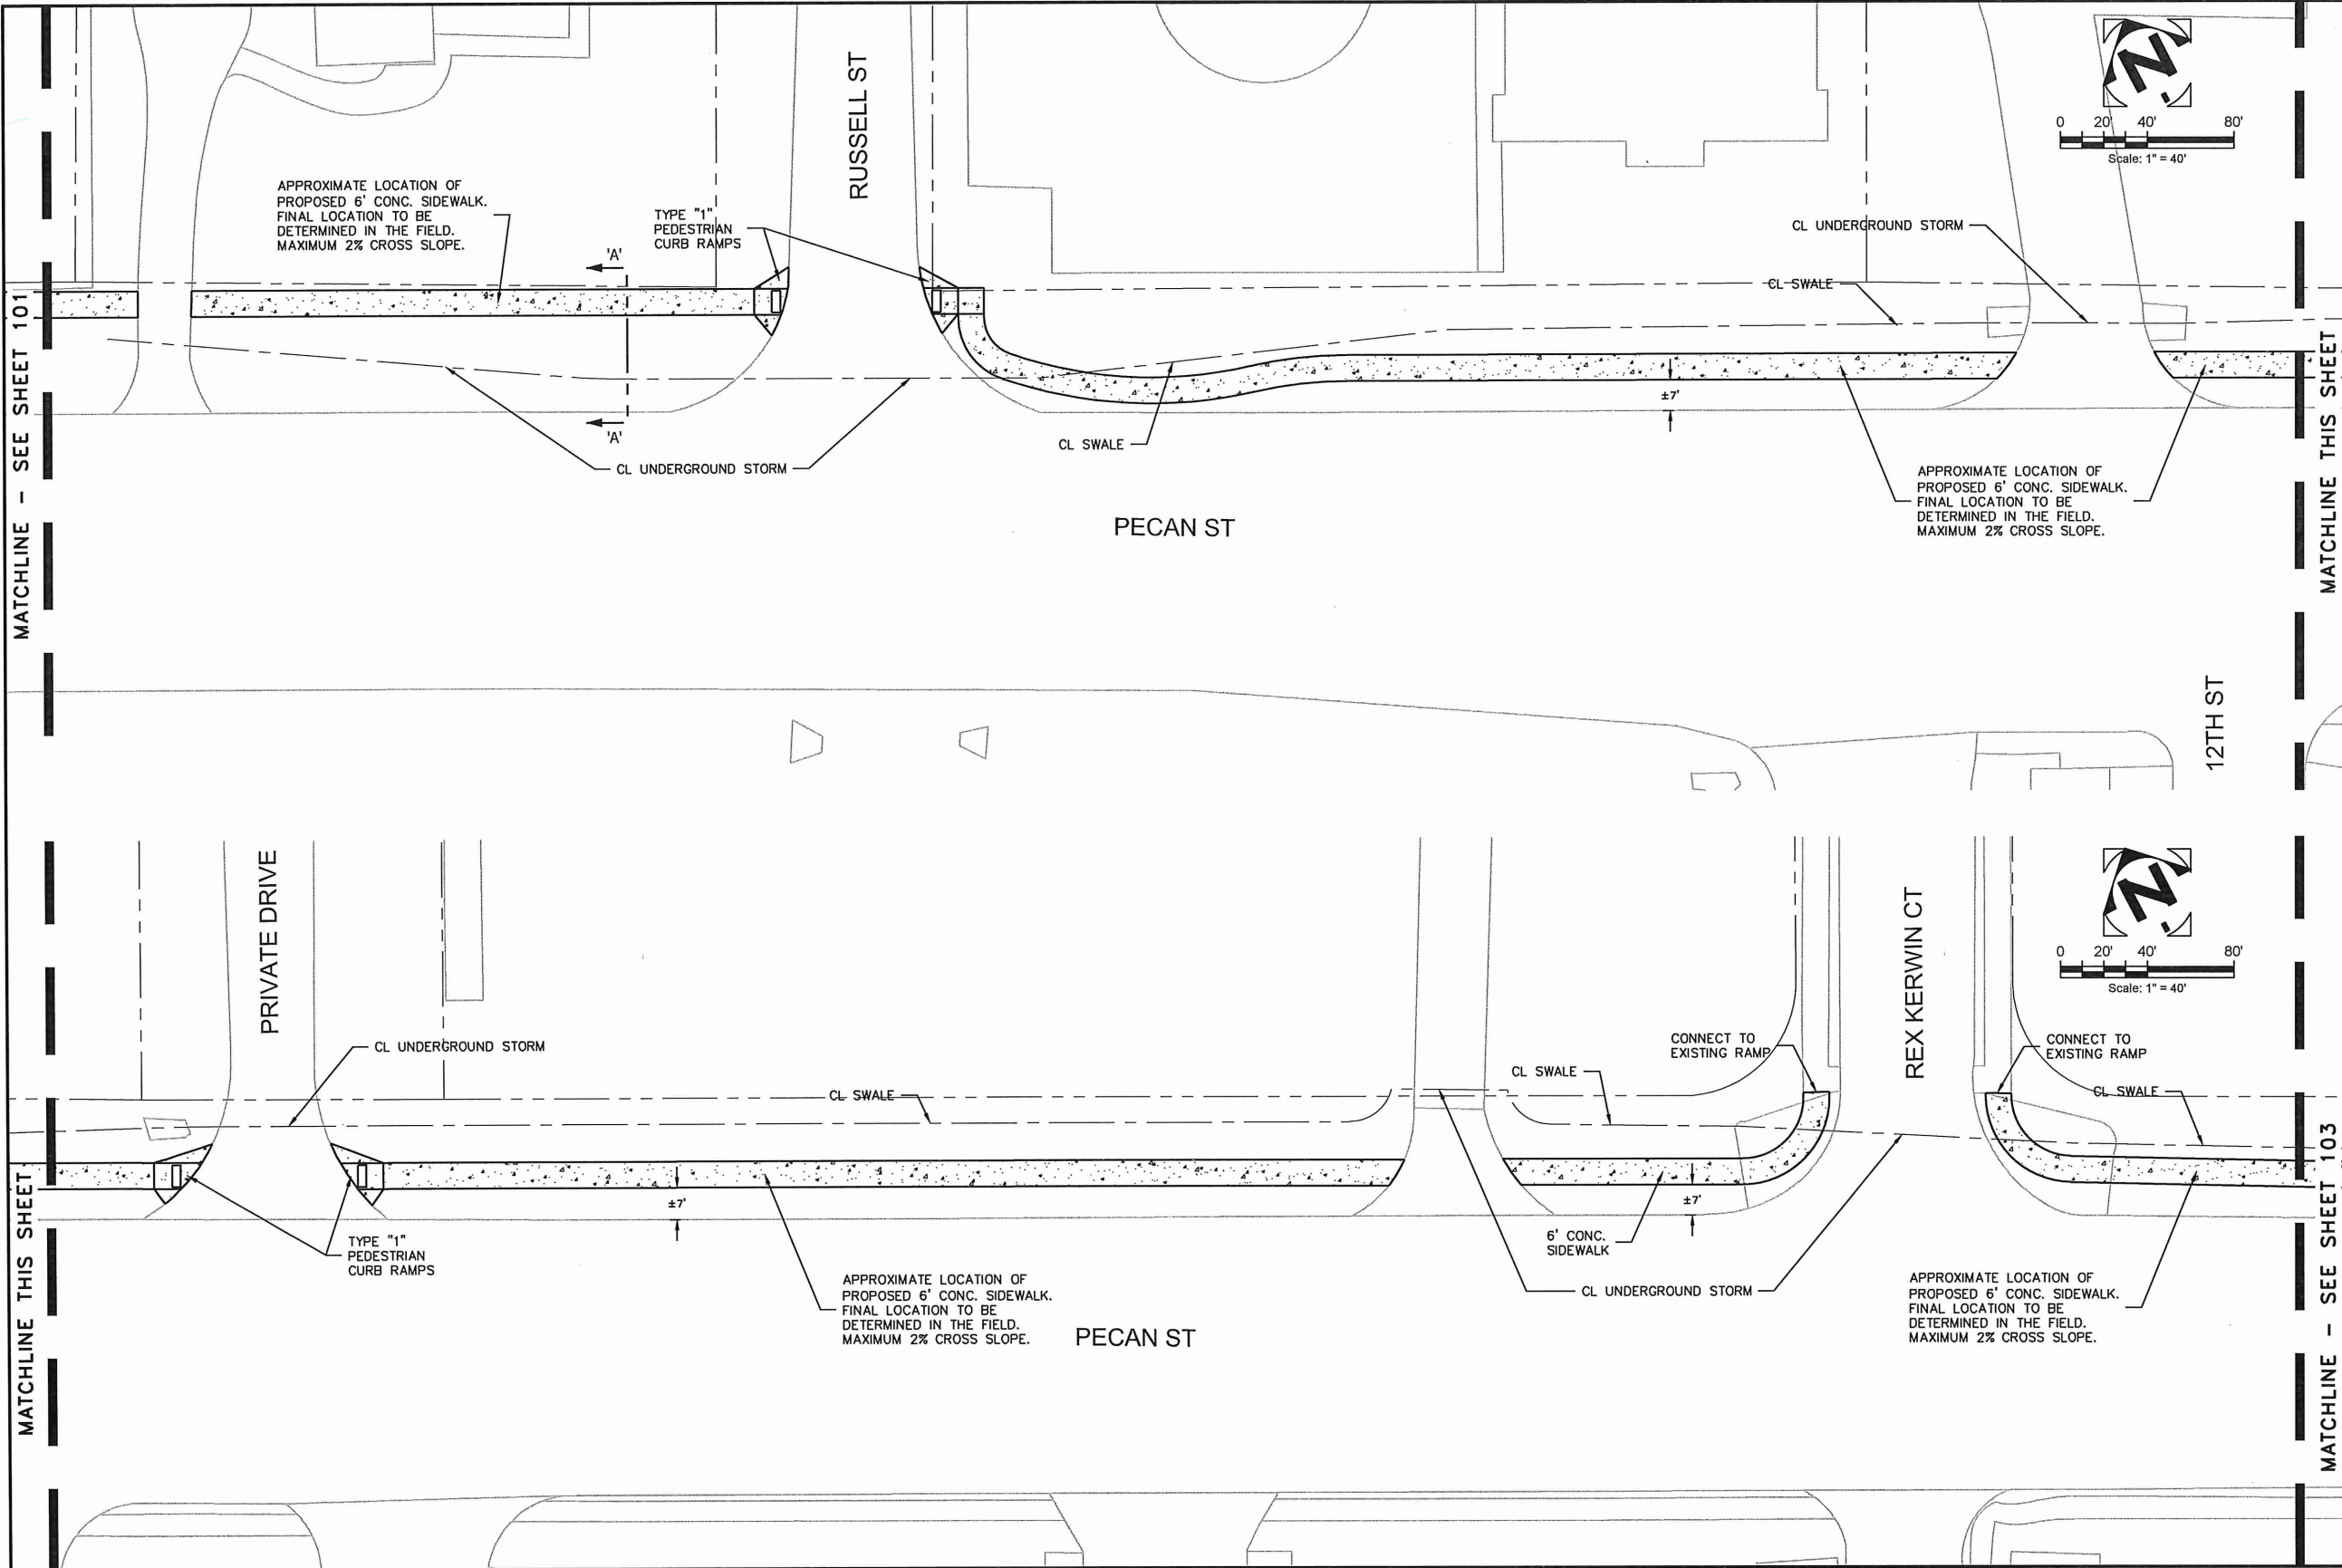 RUSSELL ST
N
0 20' 40' 80'
Scale: 1" = 40'
APPROXIMATE LOCATION OF
PROPOSED 6' CONC. SIDEWALK.
FINAL LOCATION TO BE
DETERMINED IN THE FIELD.
MAXIMUM 2% CROSS SLOPE.
TYPE "1"
PEDESTRIAN
CURB RAMPS
'A'
CL UNDERGROUND STORM
CL SWALE
MATCHLINE - SEE SHEET 101
MATCHLINE THIS SHEET
±7'
'A'
CL SWALE
CL UNDERGROUND STORM
APPROXIMATE LOCATION OF
PROPOSED 6' CONC. SIDEWALK.
FINAL LOCATION TO BE
DETERMINED IN THE FIELD.
MAXIMUM 2% CROSS SLOPE.
PECAN ST
12TH ST
PRIVATE DRIVE
REX KERWIN CT
N
0 20' 40' 80'
Scale: 1" = 40'
CL UNDERGROUND STORM
CL SWALE
CL SWALE
CONNECT TO
EXISTING RAMP
CONNECT TO
EXISTING RAMP
CL SWALE
MATCHLINE THIS SHEET
MATCHLINE - SEE SHEET 103
±7'
±7'
TYPE "1"
PEDESTRIAN
CURB RAMPS
6' CONC.
SIDEWALK
APPROXIMATE LOCATION OF
PROPOSED 6' CONC. SIDEWALK.
FINAL LOCATION TO BE
DETERMINED IN THE FIELD.
MAXIMUM 2% CROSS SLOPE.
CL UNDERGROUND STORM
APPROXIMATE LOCATION OF
PROPOSED 6' CONC. SIDEWALK.
FINAL LOCATION TO BE
DETERMINED IN THE FIELD.
MAXIMUM 2% CROSS SLOPE.
PECAN ST